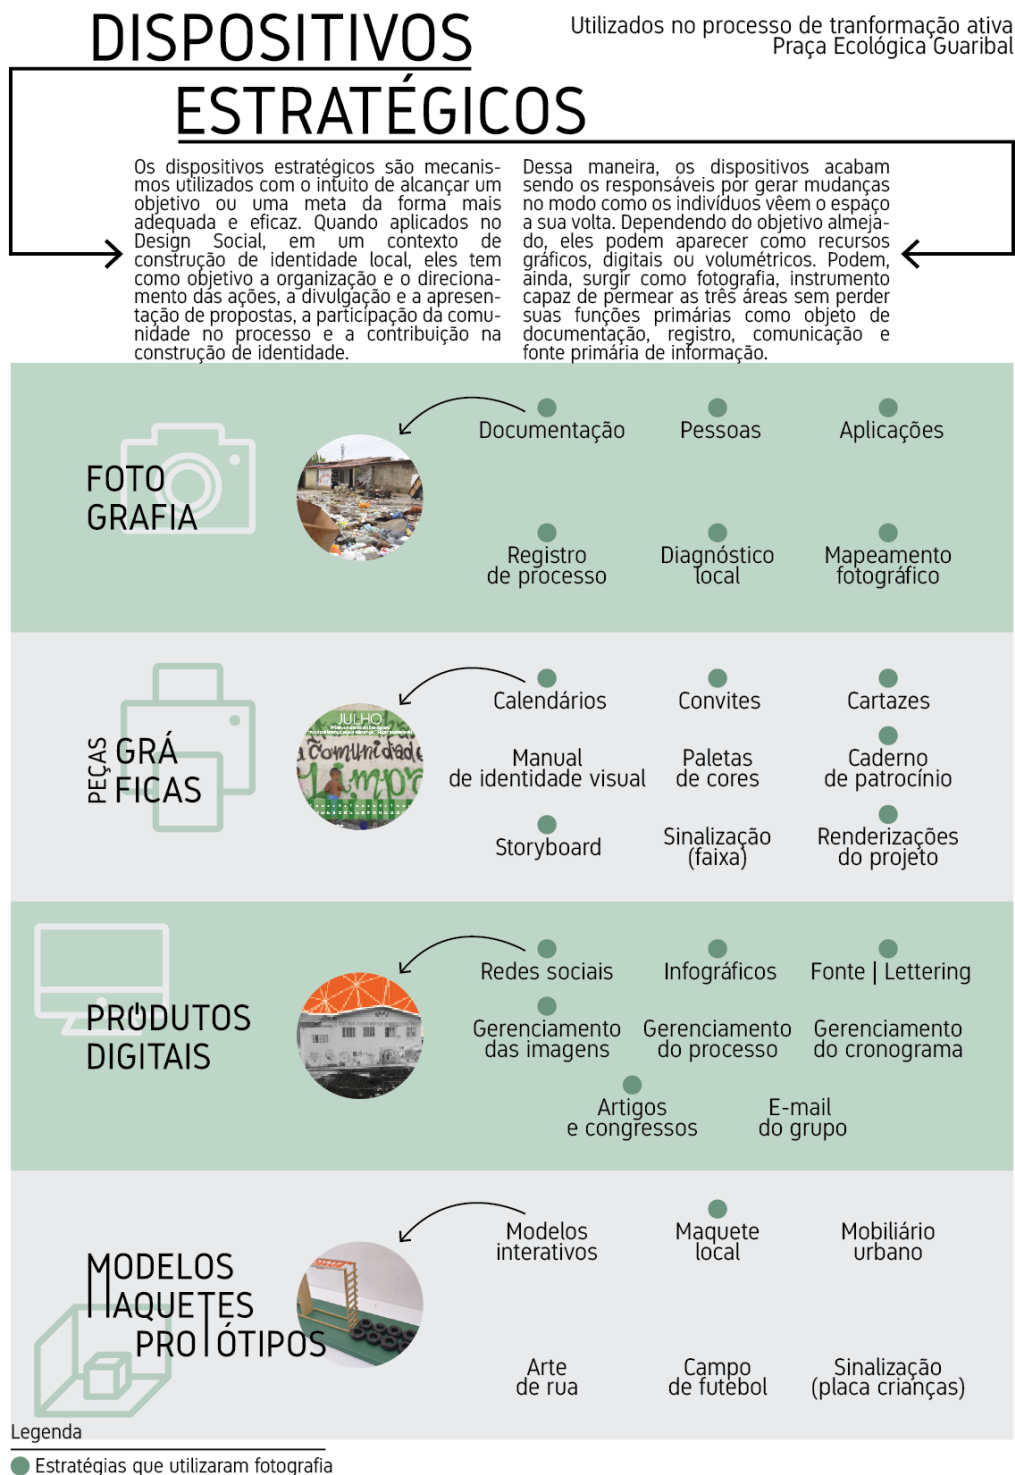 DISPOSITIVOS
ESTRATÉGICOS
Utilizados no processo de tranformação ativa
Praça Ecológica Guaribal
Os dispositivos estratégicos são mecanis-
mos utilizados com o intuito de alcançar um
objetivo ou uma meta da forma mais
adequada e eficaz. Quando aplicados no
Design Social, em um contexto de
construção de identidade local, eles tem
como objetivo a organização e o direciona-
mento das ações, a divulgação e a apresen-
tação de propostas, a participação da comu-
nidade no processo e a contribuição na
construção de identidade.
Dessa maneira, os dispositivos acabam
sendo os responsáveis por gerar mudanças
no modo como os indivíduos vêem o espaço
a sua volta. Dependendo do objetivo almeja-
do, eles podem aparecer como recursos
gráficos, digitais ou volumétricos. Podem,
ainda, surgir como fotografia, instrumento
capaz de permear as três áreas sem perder
suas funções primárias como objeto de
documentação, registro, comunicação e
fonte primária de informação.
FOTO
GRAFIA
Documentação
Pessoas
Aplicações
Registro
de processo
Diagnóstico
local
Mapeamento
fotográfico
PEÇAS
GRÁ
FICAS
JULHO
a comunidade
limpa
Calendários
Convites
Cartazes
Manual
de identidade visual
Paletas
de cores
Caderno
de patrocínio
Storyboard
Sinalização
(faixa)
Renderizações
do projeto
PRODUTOS
DIGITAIS
Redes sociais
Infográficos
Fonte | Lettering
Gerenciamento
das imagens
Gerenciamento
do processo
Gerenciamento
do cronograma
Artigos
e congressos
E-mail
do grupo
MODELOS
MAQUETES
PROTÓTIPOS
Modelos
interativos
Maquete
local
Mobiliário
urbano
Arte
de rua
Campo
de futebol
Sinalização
(placa crianças)
Legenda
Estratégias que utilizaram fotografia